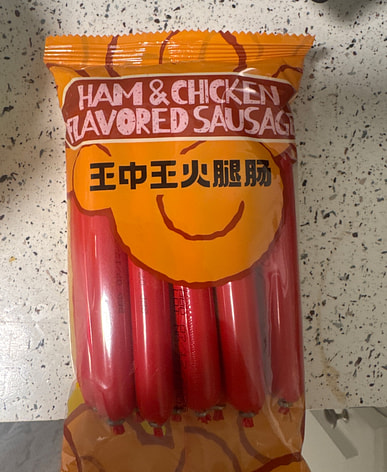 HAM & CHICKEN
FLAVORED SAUSAGE
王中王火腿肠